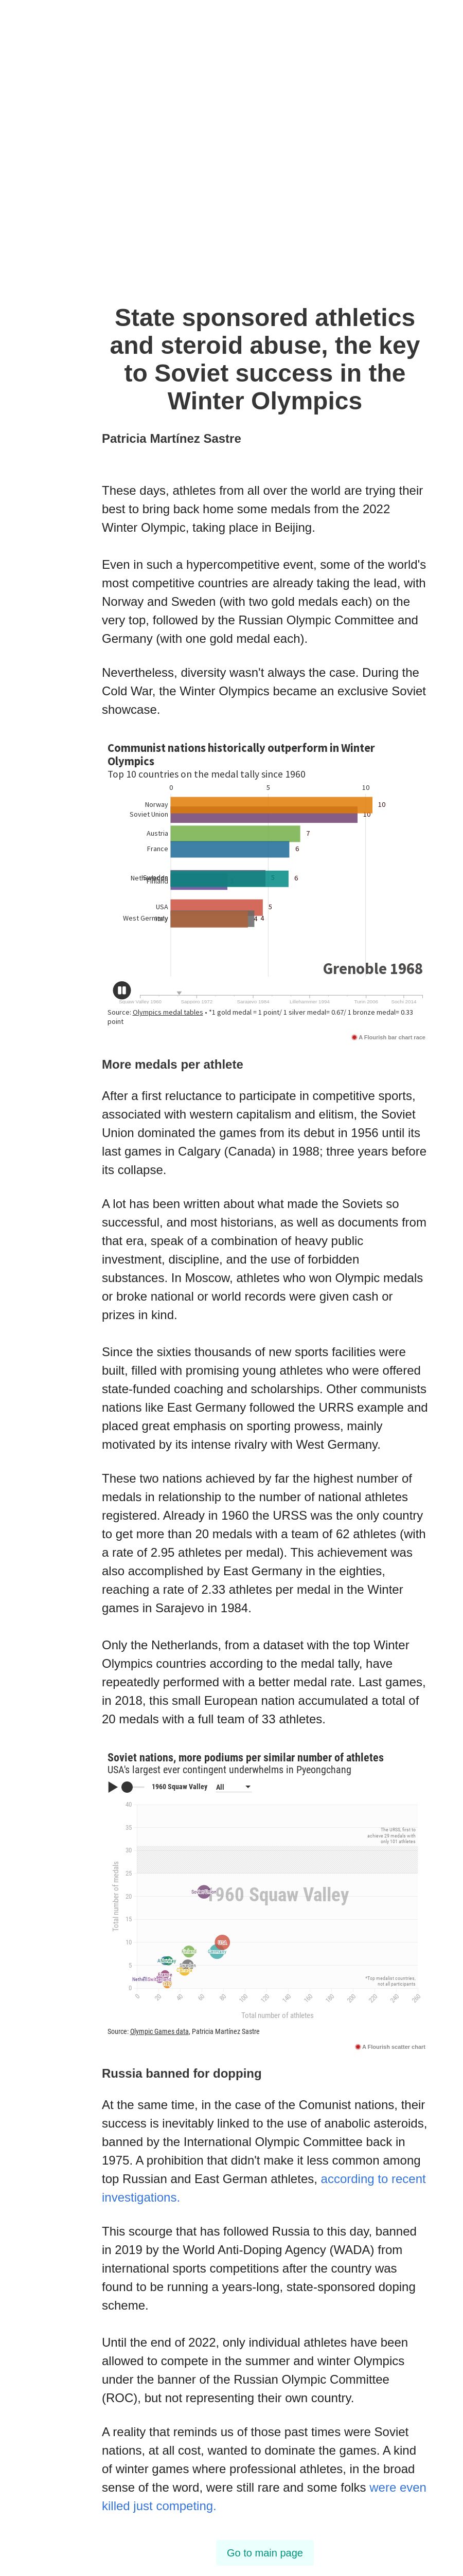 State sponsored athletics
and steroid abuse, the key
to Soviet success in the
Winter Olympics
Patricia Martínez Sastre
These days, athletes from all over the world are trying their
best to bring back home some medals from the 2022
Winter Olympic, taking place in Beijing.
Even in such a hypercompetitive event, some of the world's
most competitive countries are already taking the lead, with
Norway and Sweden (with two gold medals each) on the
very top, followed by the Russian Olympic Committee and
Germany (with one gold medal each).
Nevertheless, diversity wasn't always the case. During the
Cold War, the Winter Olympics became an exclusive Soviet
showcase.
Communist nations historically outperform in Winter
Olympics
Top 10 countries on the medal tally since 1960
0 5 10
Norway 10
Soviet Union 10
Austria 7
France 6
Finland
6
USA 5
West Germany 4 4
Grenoble 1968
Squaw Valley 1960 Sapporo 1972 Sarajevo 1984 Lillehammer 1994 Turin 2006 Sochi 2014
Source: Olympics medal tables • *1 gold medal = 1 point/ 1 silver medal= 0.67/ 1 bronze medal= 0.33
point
A Flourish bar chart race
More medals per athlete
After a first reluctance to participate in competitive sports,
associated with western capitalism and elitism, the Soviet
Union dominated the games from its debut in 1956 until its
last games in Calgary (Canada) in 1988; three years before
its collapse.
A lot has been written about what made the Soviets so
successful, and most historians, as well as documents from
that era, speak of a combination of heavy public
investment, discipline, and the use of forbidden
substances. In Moscow, athletes who won Olympic medals
or broke national or world records were given cash or
prizes in kind.
Since the sixties thousands of new sports facilities were
built, filled with promising young athletes who were offered
state-funded coaching and scholarships. Other communists
nations like East Germany followed the URRS example and
placed great emphasis on sporting prowess, mainly
motivated by its intense rivalry with West Germany.
These two nations achieved by far the highest number of
medals in relationship to the number of national athletes
registered. Already in 1960 the URSS was the only country
to get more than 20 medals with a team of 62 athletes (with
a rate of 2.95 athletes per medal). This achievement was
also accomplished by East Germany in the eighties,
reaching a rate of 2.33 athletes per medal in the Winter
games in Sarajevo in 1984.
Only the Netherlands, from a dataset with the top Winter
Olympics countries according to the medal tally, have
repeatedly performed with a better medal rate. Last games,
in 2018, this small European nation accumulated a total of
20 medals with a full team of 33 athletes.
Soviet nations, more podiums per similar number of athletes
USA's largest ever contingent underwhelms in Pyeongchang
1960 Squaw Valley All
40
35
The URSS, first to
achieve 29 medals with
only 101 athletes
30
25
1960 Squaw Valley
20
15
10
5
*Top medalist countries,
not all participants
0
Total number of medals
0 20 40 60 80 100 120 140 160 180 200 220 240 260
Total number of athletes
Source: Olympic Games data, Patricia Martínez Sastre
A Flourish scatter chart
Russia banned for dopping
At the same time, in the case of the Comunist nations, their
success is inevitably linked to the use of anabolic asteroids,
banned by the International Olympic Committee back in
1975. A prohibition that didn't make it less common among
top Russian and East German athletes, according to recent
investigations.
This scourge that has followed Russia to this day, banned
in 2019 by the World Anti-Doping Agency (WADA) from
international sports competitions after the country was
found to be running a years-long, state-sponsored doping
scheme.
Until the end of 2022, only individual athletes have been
allowed to compete in the summer and winter Olympics
under the banner of the Russian Olympic Committee
(ROC), but not representing their own country.
A reality that reminds us of those past times were Soviet
nations, at all cost, wanted to dominate the games. A kind
of winter games where professional athletes, in the broad
sense of the word, were still rare and some folks were even
killed just competing.
Go to main page